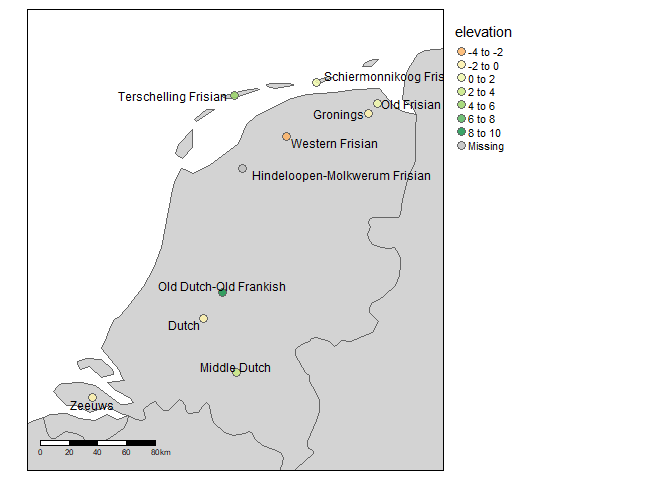 elevation
-4 to -2
-2 to 0
0 to 2
2 to 4
4 to 6
6 to 8
8 to 10
Missing
Schiermonnikoog Fris
Terschelling Frisian
Old Frisian
Gronings
Western Frisian
Hindeloopen-Molkwerum Frisian
Old Dutch-Old Frankish
Dutch
Middle Dutch
Zeeuws
0 20 40 60 80km